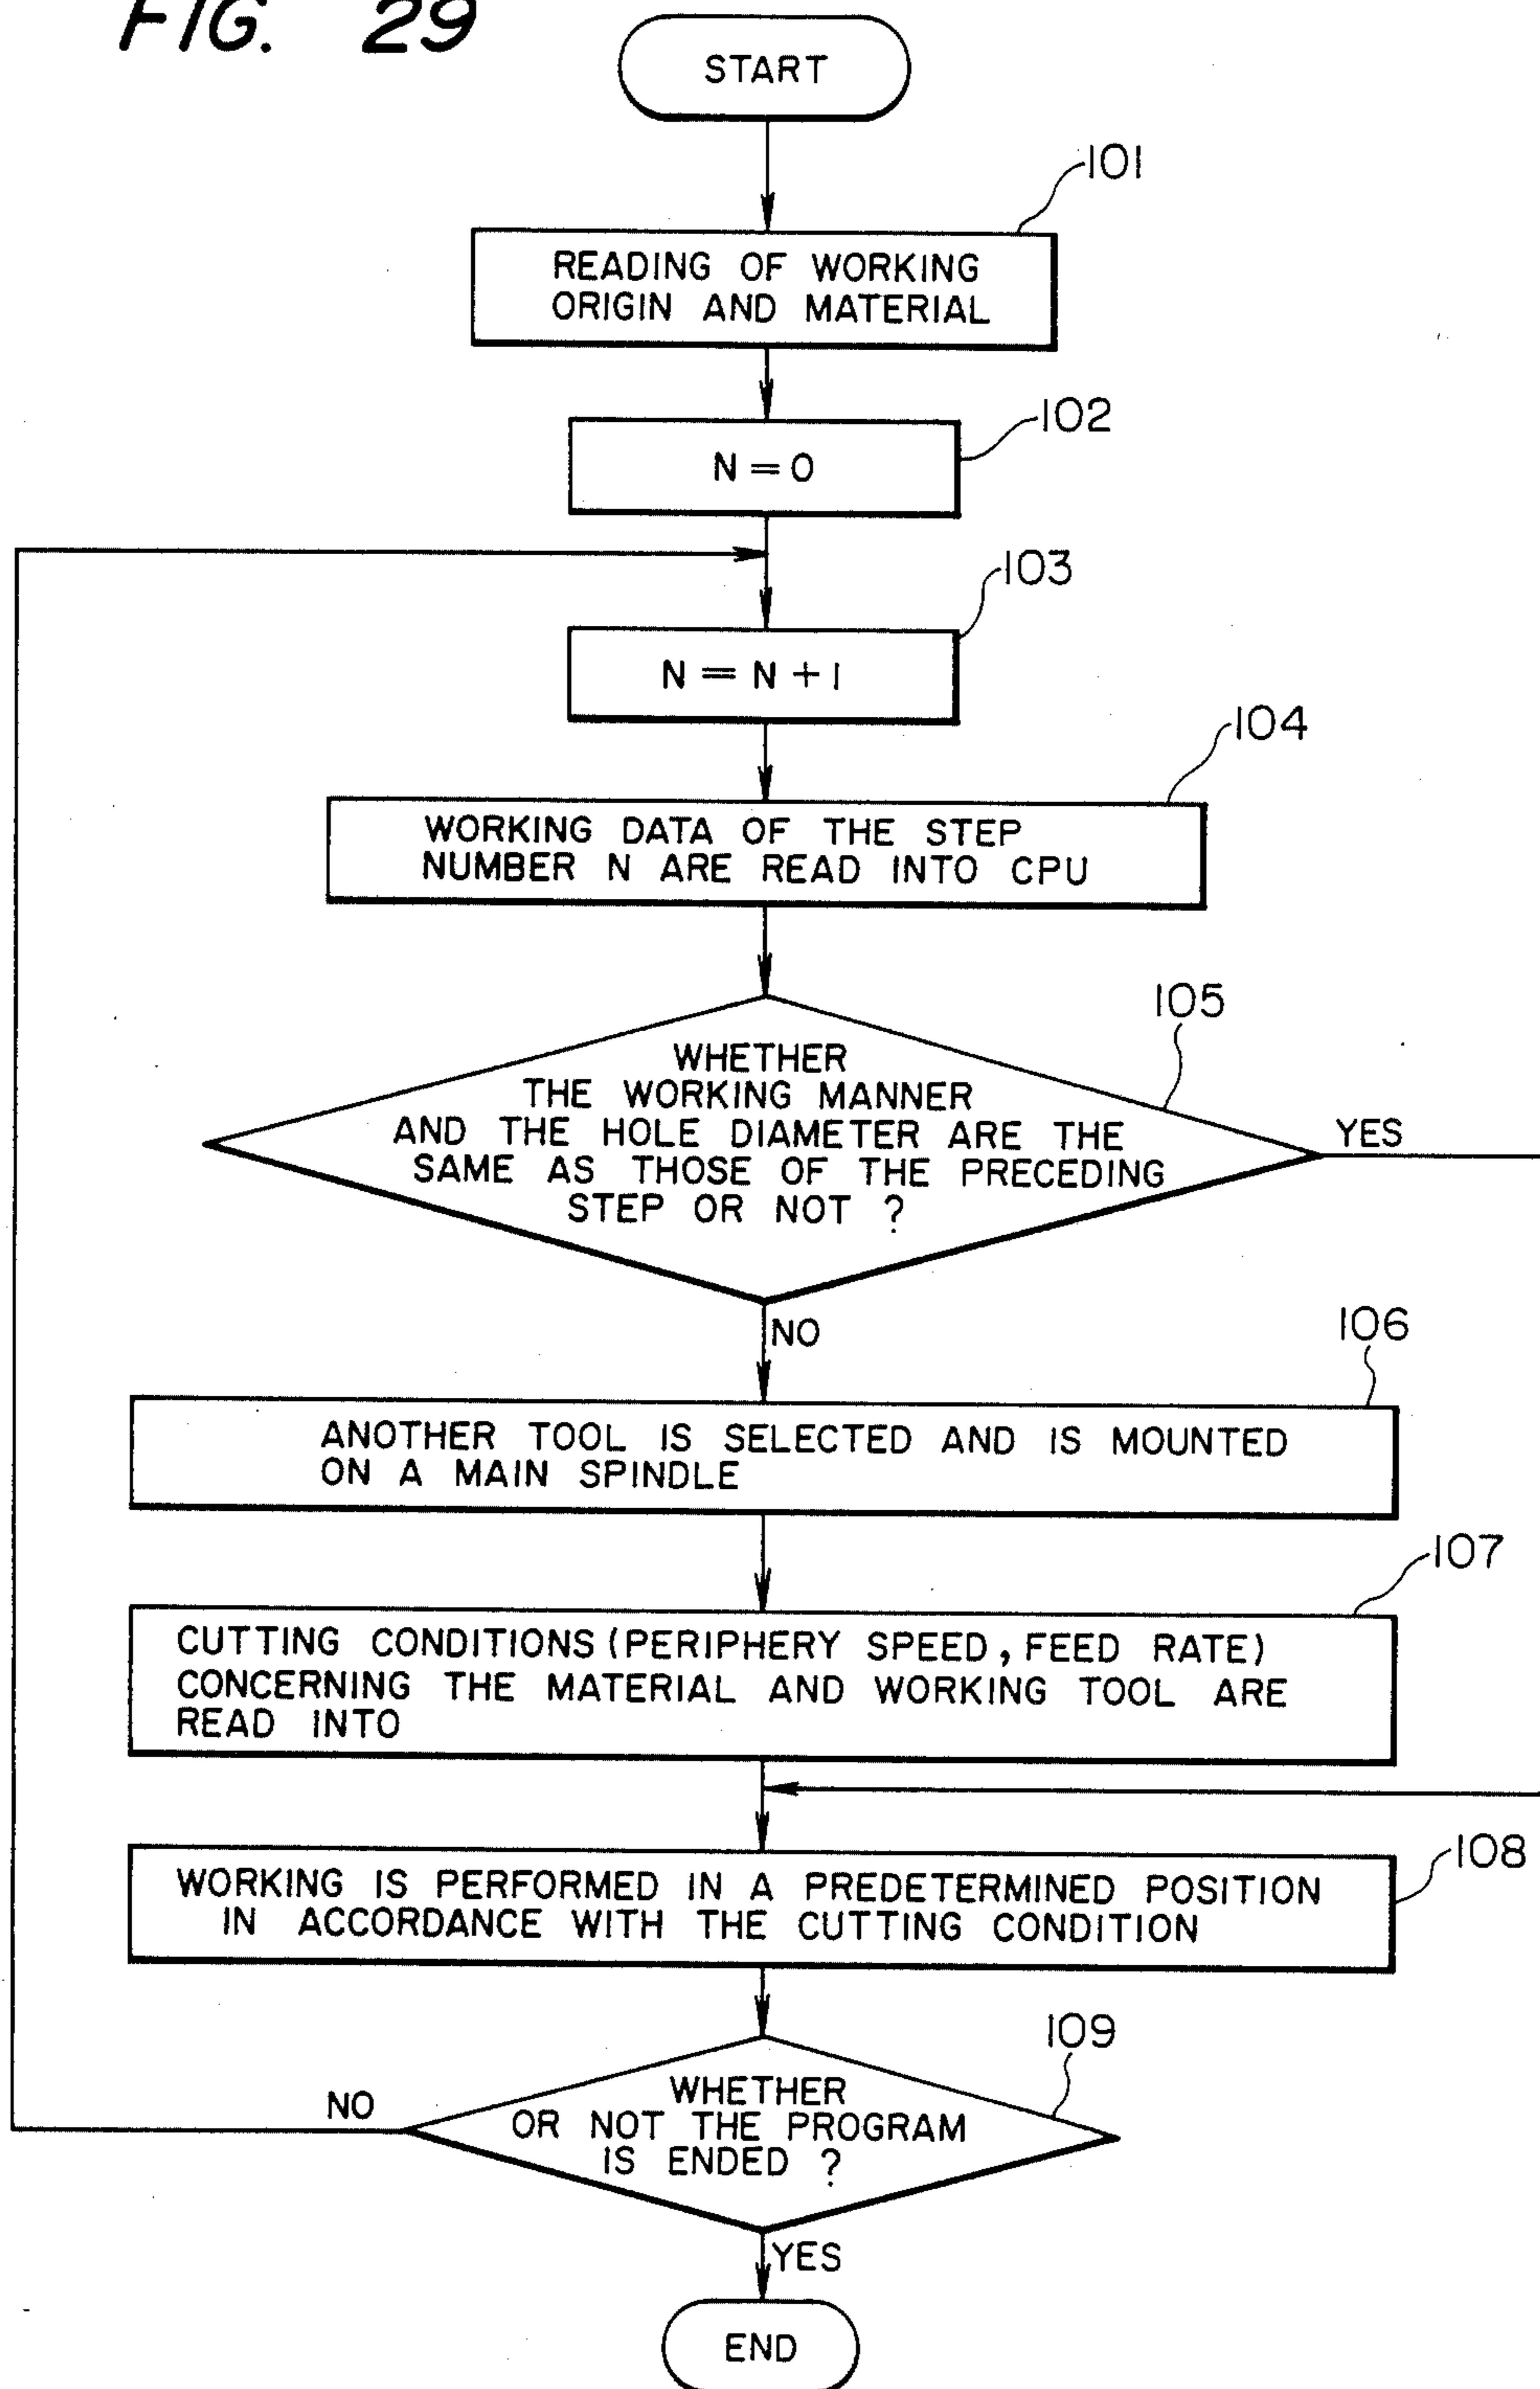 FIG. 29
START
101
READING OF WORKING
ORIGIN AND MATERIAL
102
N = 0
103
N = N + 1
104
WORKING DATA OF THE STEP
NUMBER N ARE READ INTO CPU
105
WHETHER
THE WORKING MANNER
AND THE HOLE DIAMETER ARE THE
SAME AS THOSE OF THE PRECEDING
STEP OR NOT ?
YES
NO
106
ANOTHER TOOL IS SELECTED AND IS MOUNTED
ON A MAIN SPINDLE
107
CUTTING CONDITIONS (PERIPHERY SPEED, FEED RATE)
CONCERNING THE MATERIAL AND WORKING TOOL ARE
READ INTO
108
WORKING IS PERFORMED IN A PREDETERMINED POSITION
IN ACCORDANCE WITH THE CUTTING CONDITION
109
WHETHER
OR NOT THE PROGRAM
IS ENDED ?
NO
YES
END